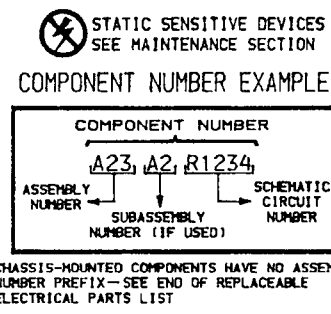 STATIC SENSITIVE DEVICES
SEE MAINTENANCE SECTION
COMPONENT NUMBER EXAMPLE
COMPONENT NUMBER
A23 A2 R1234
ASSEMBLY
NUMBER
SUBASSEMBLY
NUMBER (IF USED)
SCHEMATIC
CIRCUIT
NUMBER
CHASSIS-MOUNTED COMPONENTS HAVE NO ASSEM
NUMBER PREFIX—SEE END OF REPLACEABLE
ELECTRICAL PARTS LIST